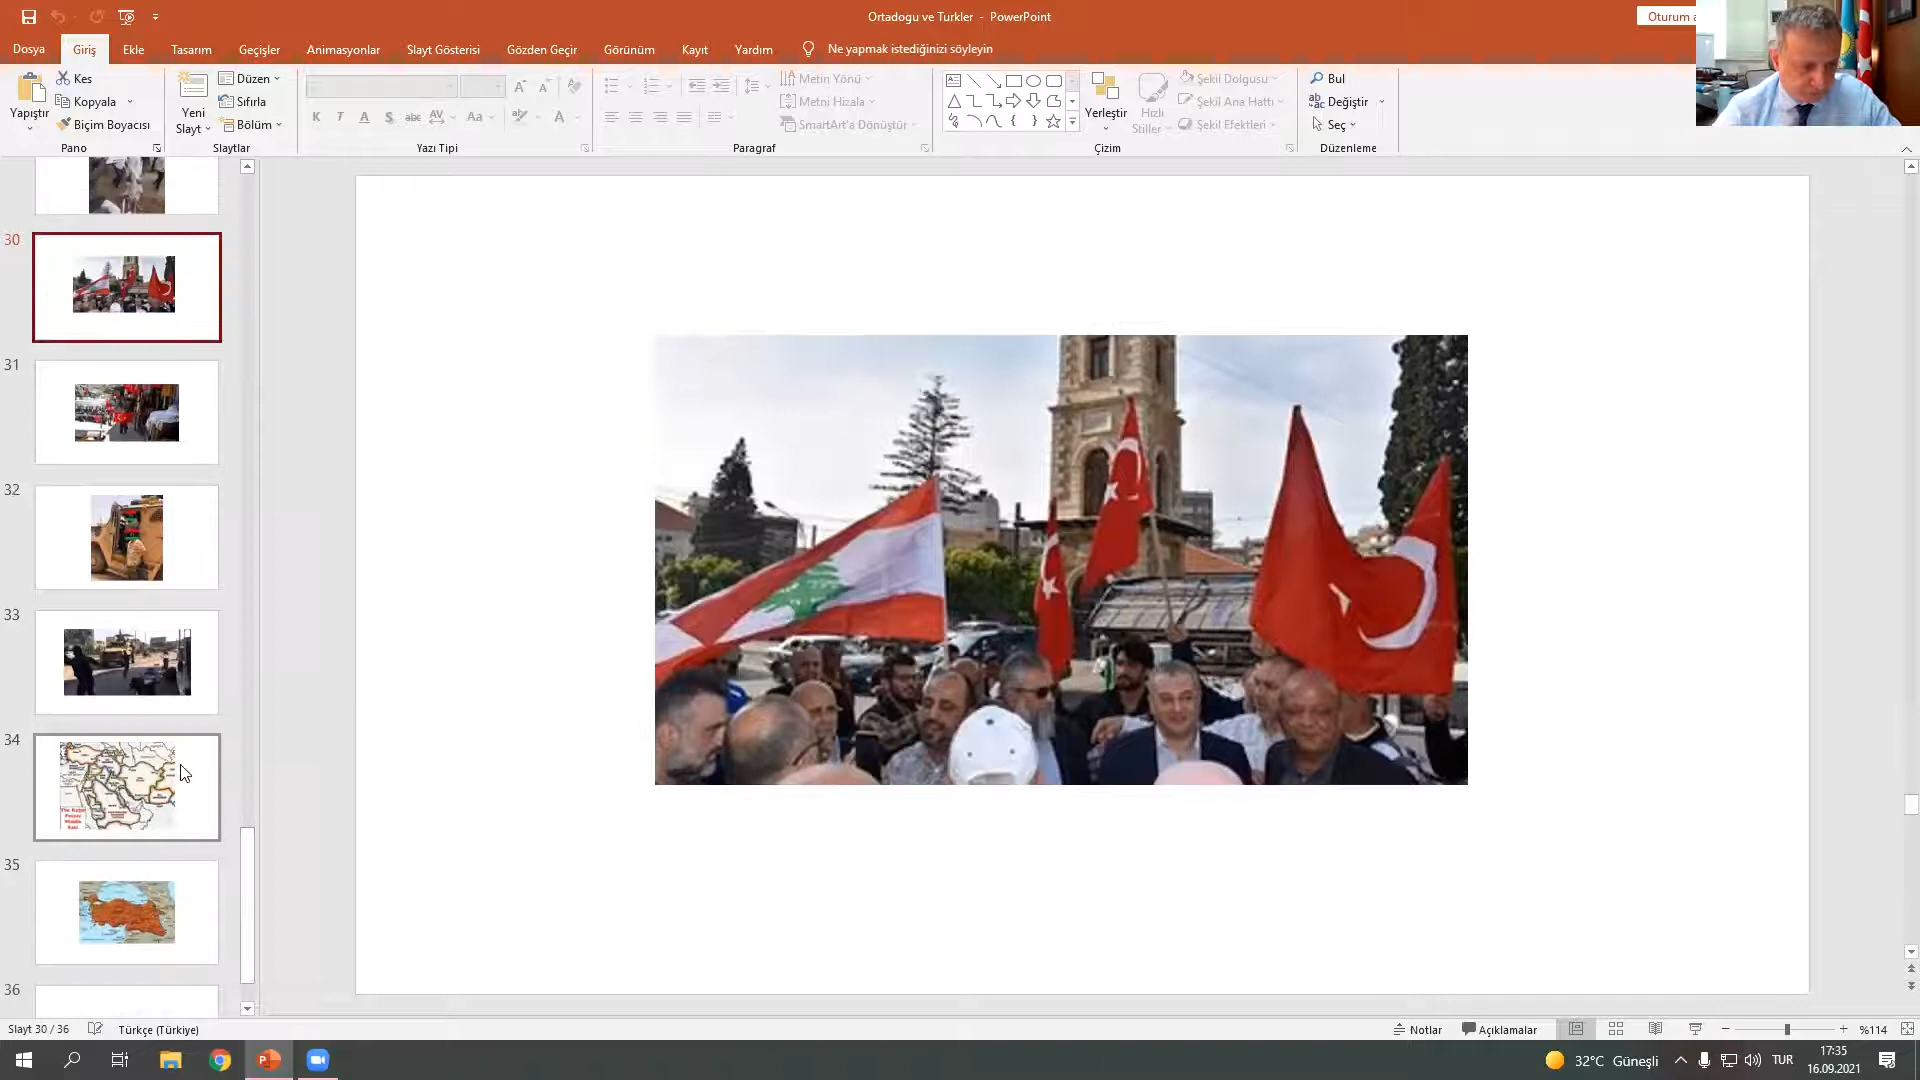 Ortadogu ve Turkler - PowerPoint
Oturum a
Dosya Giriş Ekle Tasarım Geçişler Animasyonlar Slayt Gösterisi Gözden Geçir Görünüm Kayıt Yardım Ne yapmak istediğinizi söyleyin
Yapıştır
Kes
Kopyala
Biçim Boyacısı
Pano
Yeni
Slayt
Düzen
Sıfırla
Bölüm
Slaytlar
K T A S abc AV Aa A
Yazı Tipi
Metin Yönü
Metni Hizala
SmartArt'a Dönüştür
Paragraf
Yerleştir
Hızlı
Stiller
Şekil Dolgusu
Şekil Ana Hattı
Şekil Efektleri
Çizim
Bul
Değiştir
Seç
Düzenleme
30
31
32
33
34
35
36
Slayt 30 / 36 Türkçe (Türkiye)
Notlar Açıklamalar %114
32°C Güneşli TUR 17:35
16.09.2021